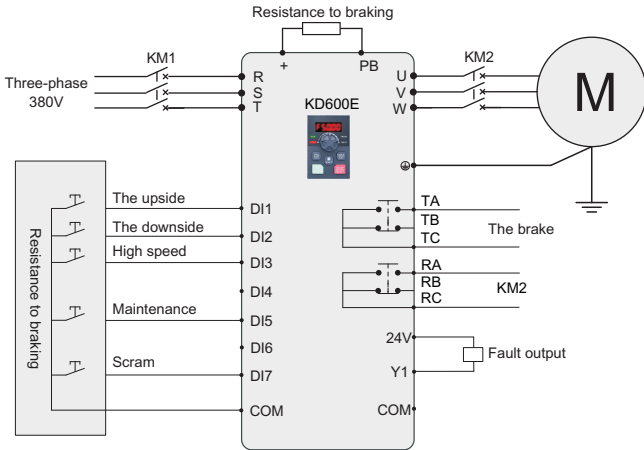 Resistance to braking
+ PB
KM1
KM2
Three-phase
380V
R
S
T
U
V
W
M
KD600E
The upside
The downside
High speed
Maintenance
Scram
Resistance to braking
DI1
DI2
DI3
DI4
DI5
DI6
DI7
COM
TA
TB
TC
The brake
RA
RB
RC
KM2
24V
Y1
COM
Fault output